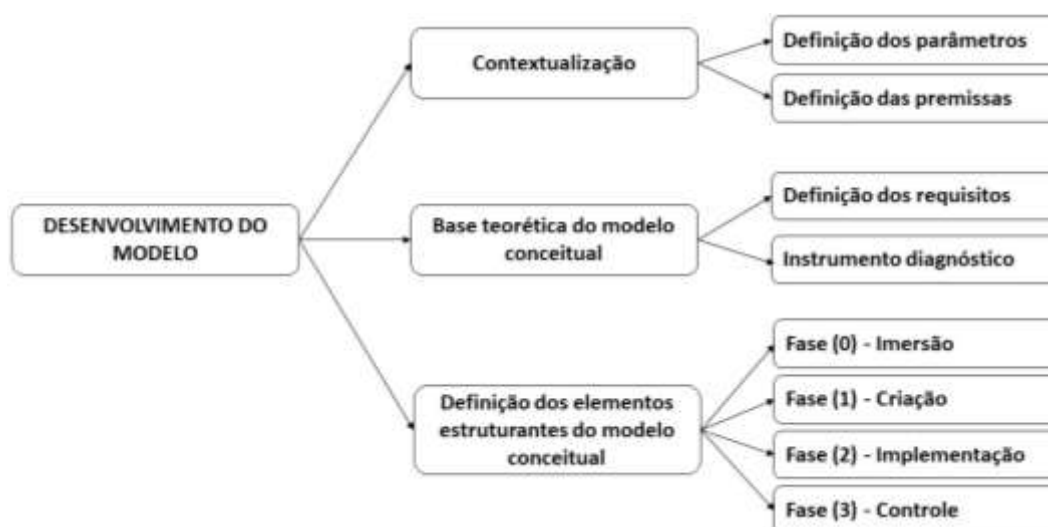 Contextualização
Definição dos parâmetros
Definição das premissas
DESENVOLVIMENTO DO
MODELO
Base teorética do modelo
conceitual
Definição dos requisitos
Instrumento diagnóstico
Definição dos elementos
estruturantes do modelo
conceitual
Fase (0) - Imersão
Fase (1) - Criação
Fase (2) - Implementação
Fase (3) - Controle